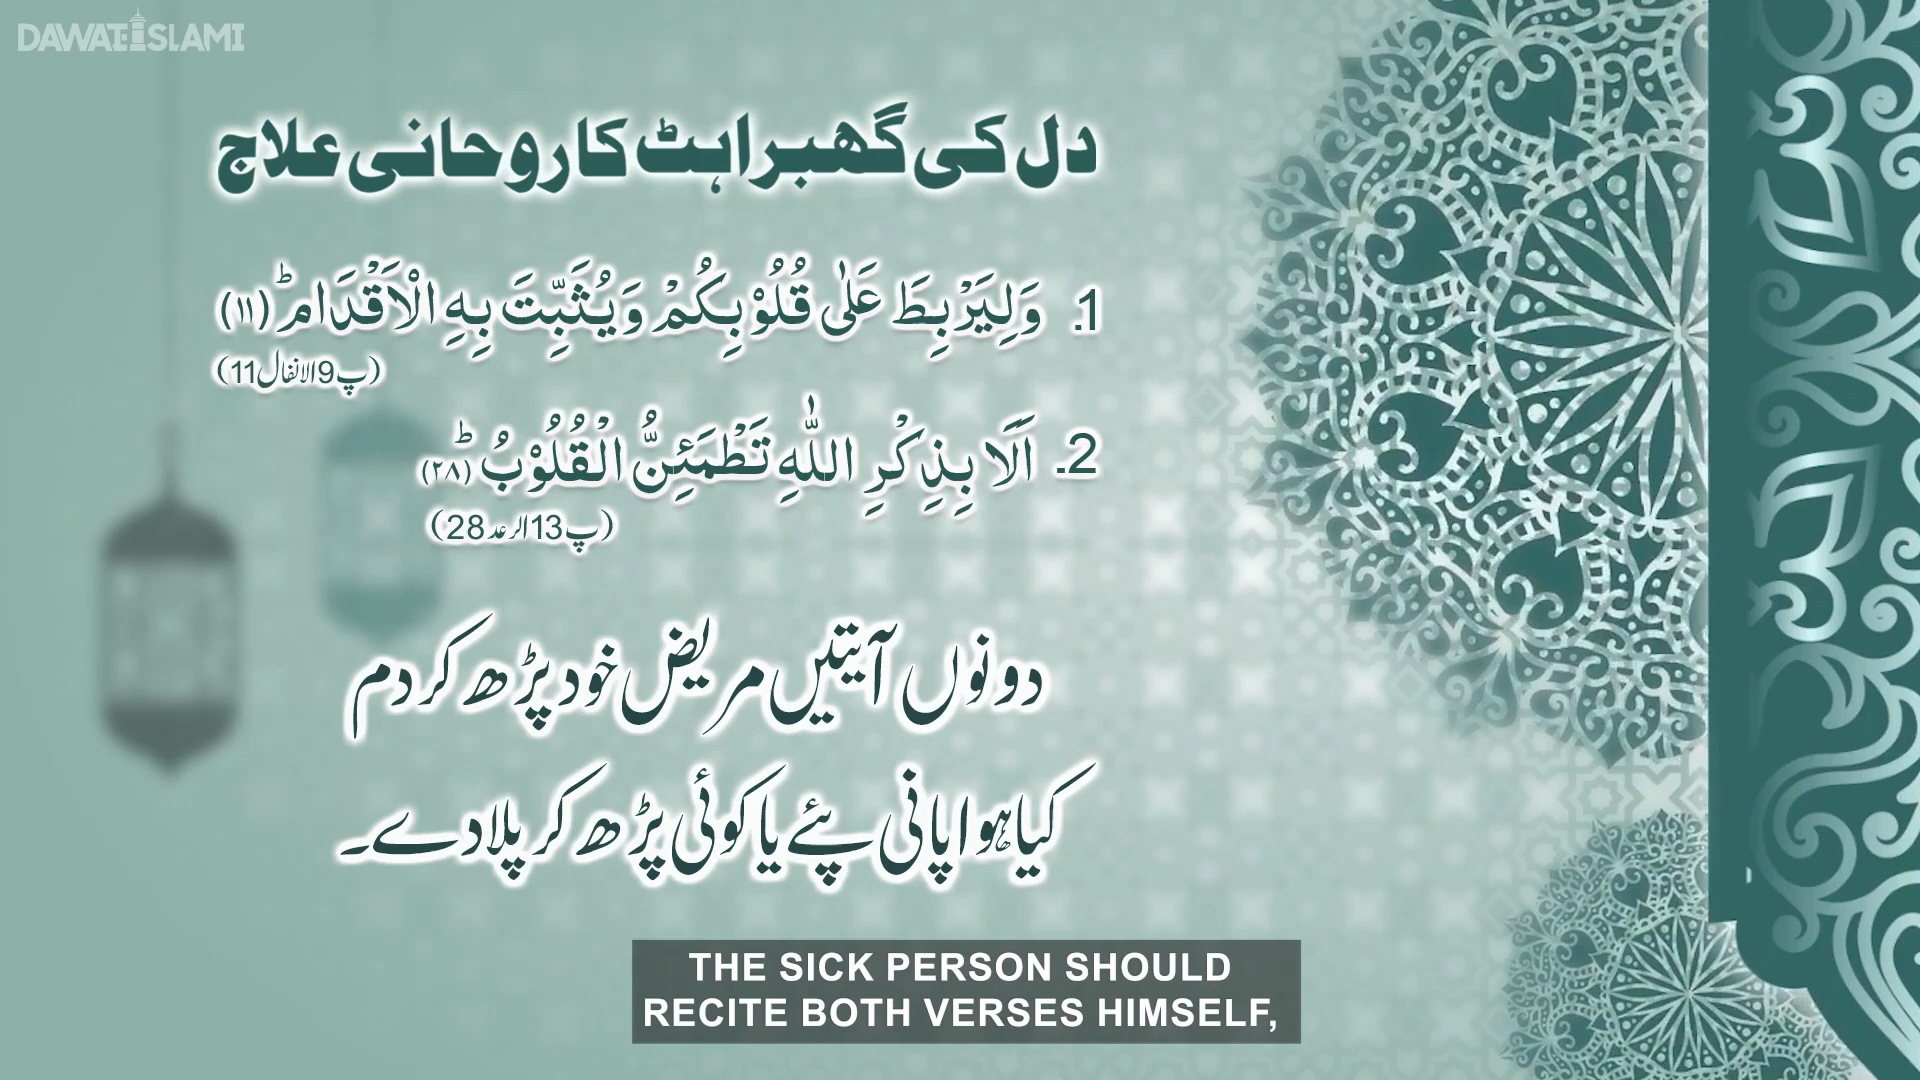 DAWATEISLAMI
دل کی گھبراہٹ کا روحانی علاج
1. وَلِيَرْبِطَ عَلٰى قُلُوْبِكُمْ وَيُثَبِّتَ بِهِ الْاَقْدَامَ ؕ (۱۱)
(پ9 الانفال 11)
2. اَلَا بِذِكْرِ اللّٰهِ تَطْمَئِنُّ الْقُلُوْبُ ؕ (۲۸)
(پ13 الرعد 28)
دونوں آیتیں مریض خود پڑھ کر دم
کیا ہوا پانی پئے یا کوئی پڑھ کر پلا دے۔
THE SICK PERSON SHOULD
RECITE BOTH VERSES HIMSELF,